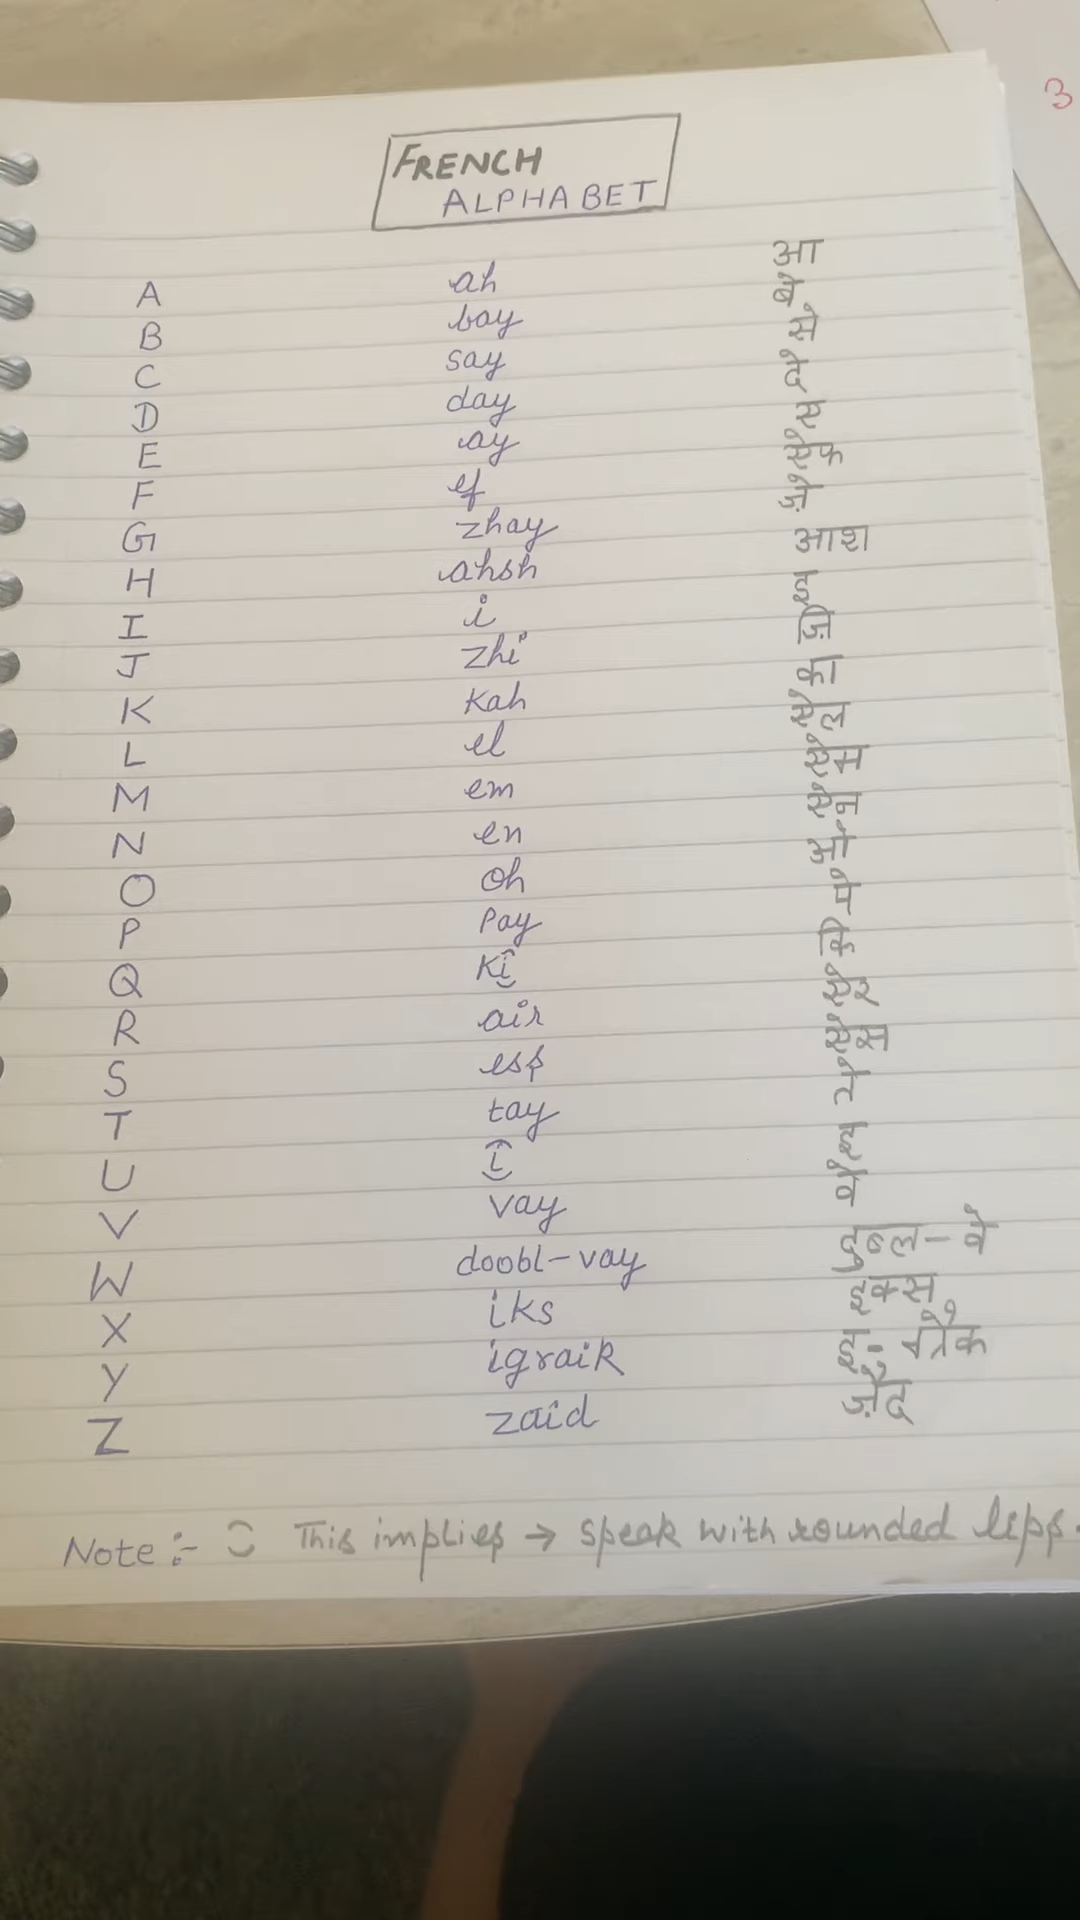 3
FRENCH
ALPHABET
A ah आ
B bay बे
C say से
D day दे
E ay ए
F ef ऐफ
G zhay ज़े
H ahsh आश
I i इ
J zhi ज़ि
K Kah का
L el ऐल
M em ऐम
N en ऐन
O oh ओ
P Pay पे
Q Ki कि
R air ऐर
S ess ऐस
T tay ते
U i इ
V vay वे
W doobl-vay दुब्ल-वे
X iks इक्स
Y igraik इ-ग्रैक
Z zaid ज़ैद
Note:- This implies → speak with rounded lips.